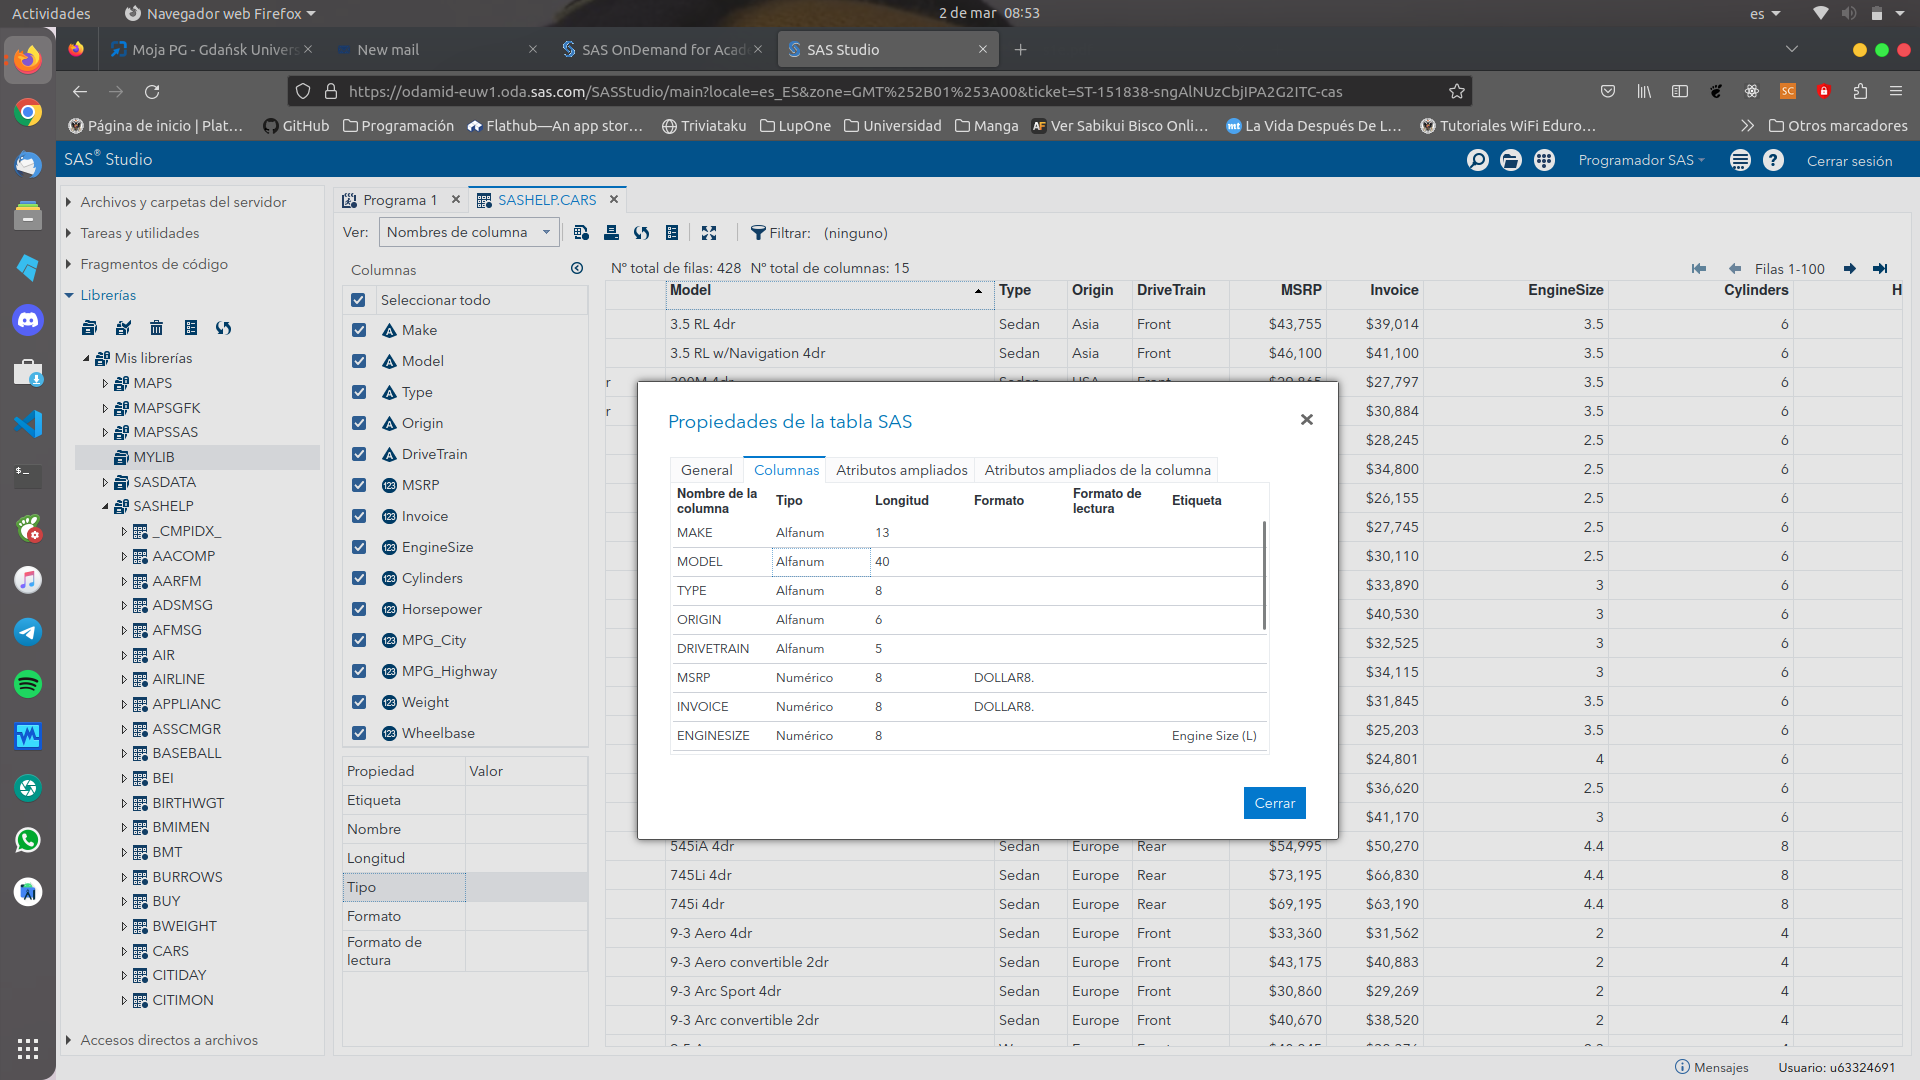 Actividades
Navegador web Firefox
2 de mar 08:53
es
Moja PG - Gdańsk Univers
New mail
SAS OnDemand for Acade
SAS Studio
https://odamid-euw1.oda.sas.com/SASStudio/main?locale=es_ES&zone=GMT%252B01%253A00&ticket=ST-151838-sngAlNUzCbjIPA2G2ITC-cas
Página de inicio | Plat…
GitHub
Programación
Flathub—An app stor…
Triviataku
LupOne
Universidad
Manga
Ver Sabikui Bisco Onli…
La Vida Después De L…
Tutoriales WiFi Eduro…
Otros marcadores
SAS® Studio
Programador SAS
Cerrar sesión
Archivos y carpetas del servidor
Tareas y utilidades
Fragmentos de código
Librerías
Mis librerías
MAPS
MAPSGFK
MAPSSAS
MYLIB
SASDATA
SASHELP
_CMPIDX_
AACOMP
AARFM
ADSMSG
AFMSG
AIR
AIRLINE
APPLIANC
ASSCMGR
BASEBALL
BEI
BIRTHWGT
BMIMEN
BMT
BURROWS
BUY
BWEIGHT
CARS
CITIDAY
CITIMON
Accesos directos a archivos
Programa 1
SASHELP.CARS
Ver: Nombres de columna
Filtrar: (ninguno)
Columnas
Seleccionar todo
Make
Model
Type
Origin
DriveTrain
MSRP
Invoice
EngineSize
Cylinders
Horsepower
MPG_City
MPG_Highway
Weight
Wheelbase
Propiedad Valor
Etiqueta
Nombre
Longitud
Tipo
Formato
Formato de
lectura
Nº total de filas: 428 Nº total de columnas: 15
Filas 1-100
Model Type Origin DriveTrain MSRP Invoice EngineSize Cylinders H
3.5 RL 4dr Sedan Asia Front $43,755 $39,014 3.5 6
3.5 RL w/Navigation 4dr Sedan Asia Front $46,100 $41,100 3.5 6
r 300M 4dr Sedan USA Front $29,865 $27,797 3.5 6
r $30,884 3.5 6
$28,245 2.5 6
$34,800 2.5 6
$26,155 2.5 6
$27,745 2.5 6
$30,110 2.5 6
$33,890 3 6
$40,530 3 6
$32,525 3 6
$34,115 3 6
$31,845 3.5 6
$25,203 3.5 6
$24,801 4 6
$36,620 2.5 6
$41,170 3 6
545iA 4dr Sedan Europe Rear $54,995 $50,270 4.4 8
745Li 4dr Sedan Europe Rear $73,195 $66,830 4.4 8
745i 4dr Sedan Europe Rear $69,195 $63,190 4.4 8
9-3 Aero 4dr Sedan Europe Front $33,360 $31,562 2 4
9-3 Aero convertible 2dr Sedan Europe Front $43,175 $40,883 2 4
9-3 Arc Sport 4dr Sedan Europe Front $30,860 $29,269 2 4
9-3 Arc convertible 2dr Sedan Europe Front $40,670 $38,520 2 4
Propiedades de la tabla SAS
General
Columnas
Atributos ampliados
Atributos ampliados de la columna
Nombre de la columna Tipo Longitud Formato Formato de lectura Etiqueta
MAKE Alfanum 13
MODEL Alfanum 40
TYPE Alfanum 8
ORIGIN Alfanum 6
DRIVETRAIN Alfanum 5
MSRP Numérico 8 DOLLAR8.
INVOICE Numérico 8 DOLLAR8.
ENGINESIZE Numérico 8 Engine Size (L)
Cerrar
Mensajes
Usuario: u63324691